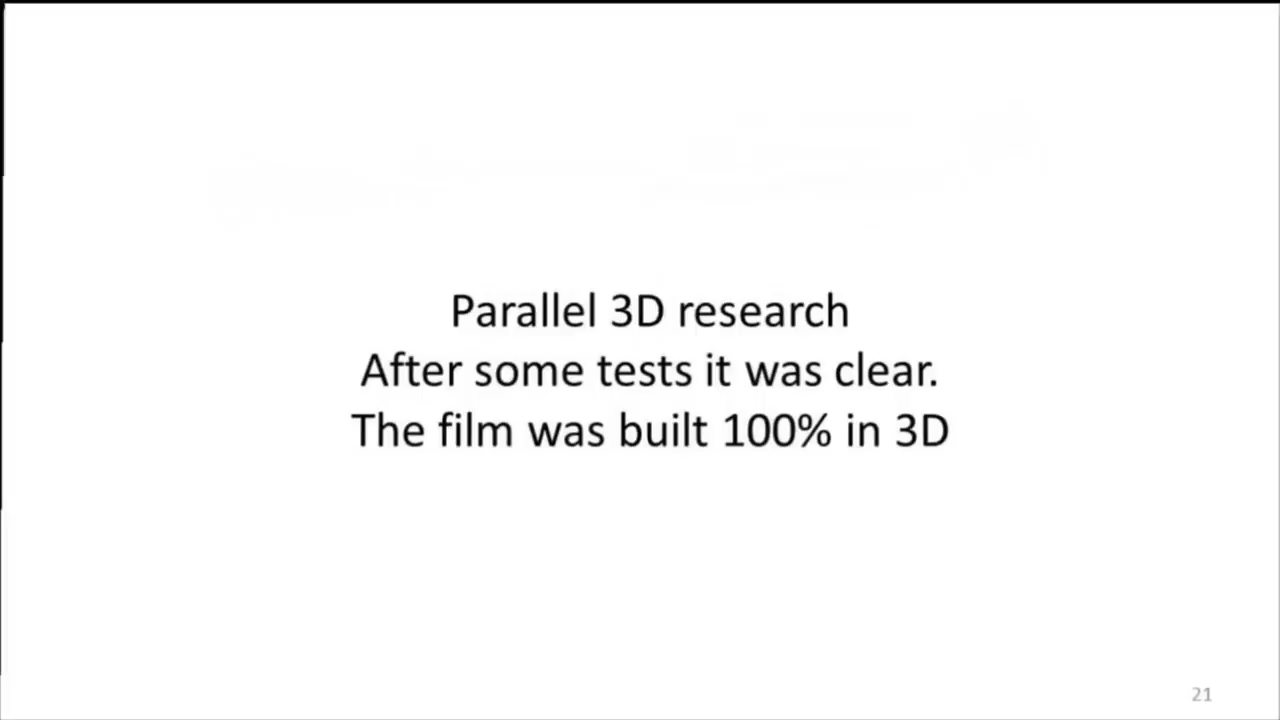 Parallel 3D research
After some tests it was clear.
The film was built 100% in 3D
21